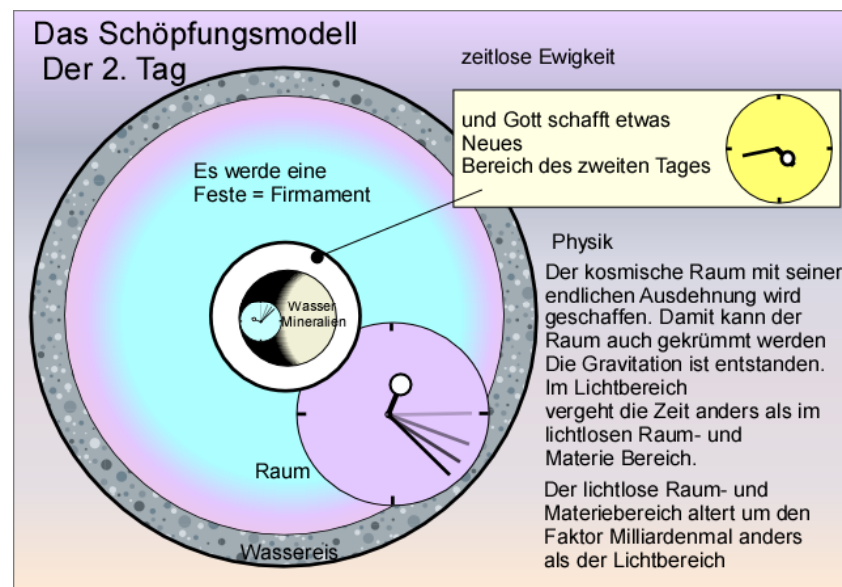 Das Schöpfungsmodell
Der 2. Tag
zeitlose Ewigkeit
und Gott schafft etwas
Neues
Bereich des zweiten Tages
Es werde eine
Feste = Firmament
Wasser
Mineralien
Raum
Wassereis
Physik
Der kosmische Raum mit seiner
endlichen Ausdehnung wird
geschaffen. Damit kann der
Raum auch gekrümmt werden
Die Gravitation ist entstanden.
Im Lichtbereich
vergeht die Zeit anders als im
lichtlosen Raum- und
Materie Bereich.
Der lichtlose Raum- und
Materiebereich altert um den
Faktor Milliardenmal anders
als der Lichtbereich